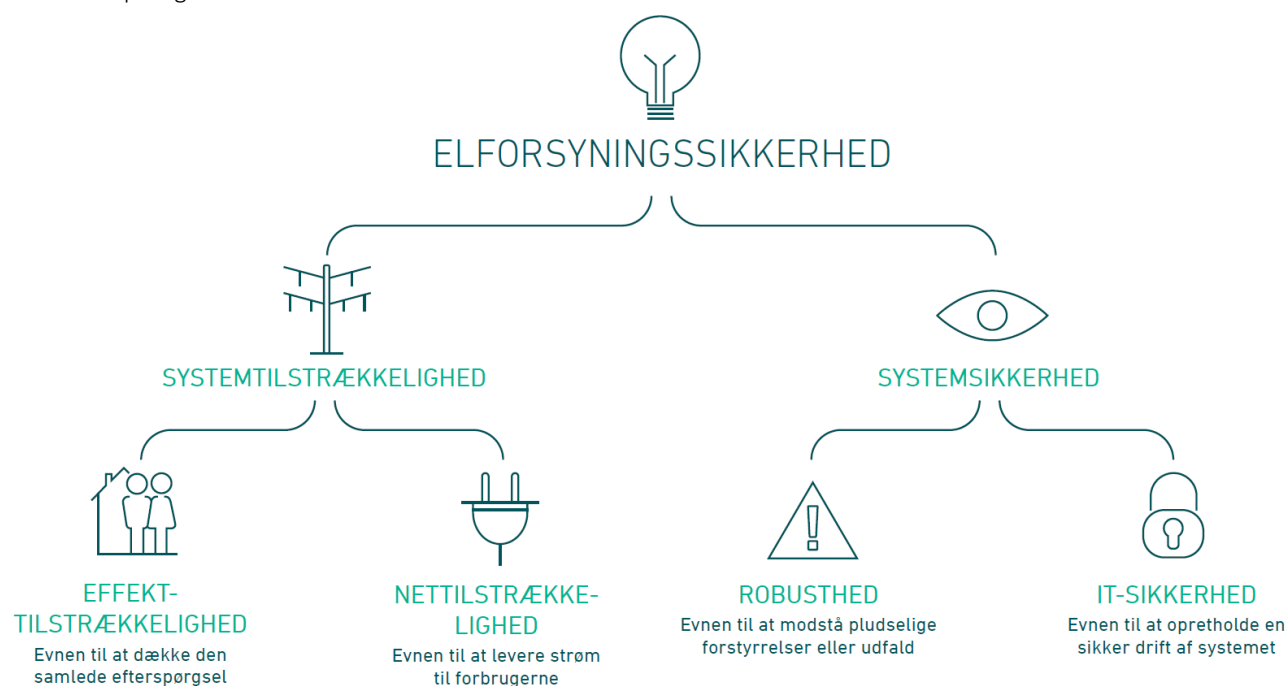 ELFORSYNINGSSIKKERHED
SYSTEMTILSTRÆKKELIGHED
SYSTEMSIKKERHED
EFFEKT-
TILSTRÆKKELIGHED
Evnen til at dække den
samlede efterspørgsel
NETTILSTRÆKKE-
LIGHED
Evnen til at levere strøm
til forbrugerne
ROBUSTHED
Evnen til at modstå pludselige
forstyrrelser eller udfald
IT-SIKKERHED
Evnen til at opretholde en
sikker drift af systemet